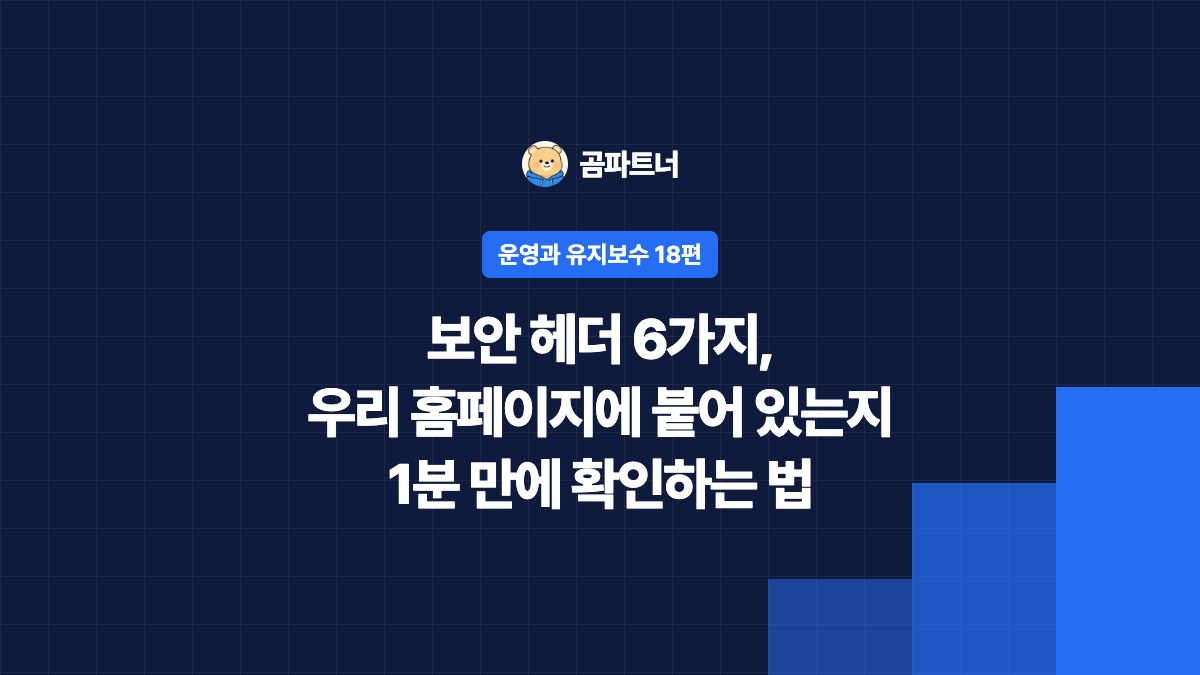 곰파트너
운영과 유지보수 18편
보안 헤더 6가지,
우리 홈페이지에 붙어 있는지
1분 만에 확인하는 법